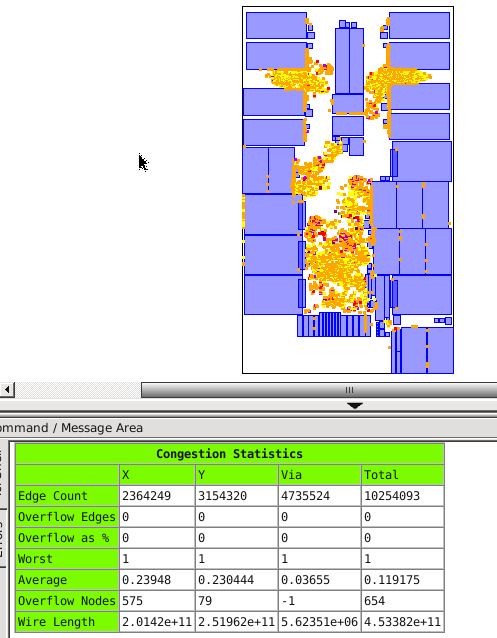 ommand / Message Area
Errors
Congestion Statistics
X Y Via Total
Edge Count 2364249 3154320 4735524 10254093
Overflow Edges 0 0 0 0
Overflow as % 0 0 0 0
Worst 1 1 1 1
Average 0.23948 0.230444 0.03655 0.119175
Overflow Nodes 575 79 -1 654
Wire Length 2.0142e+11 2.51962e+11 5.62351e+06 4.53382e+11